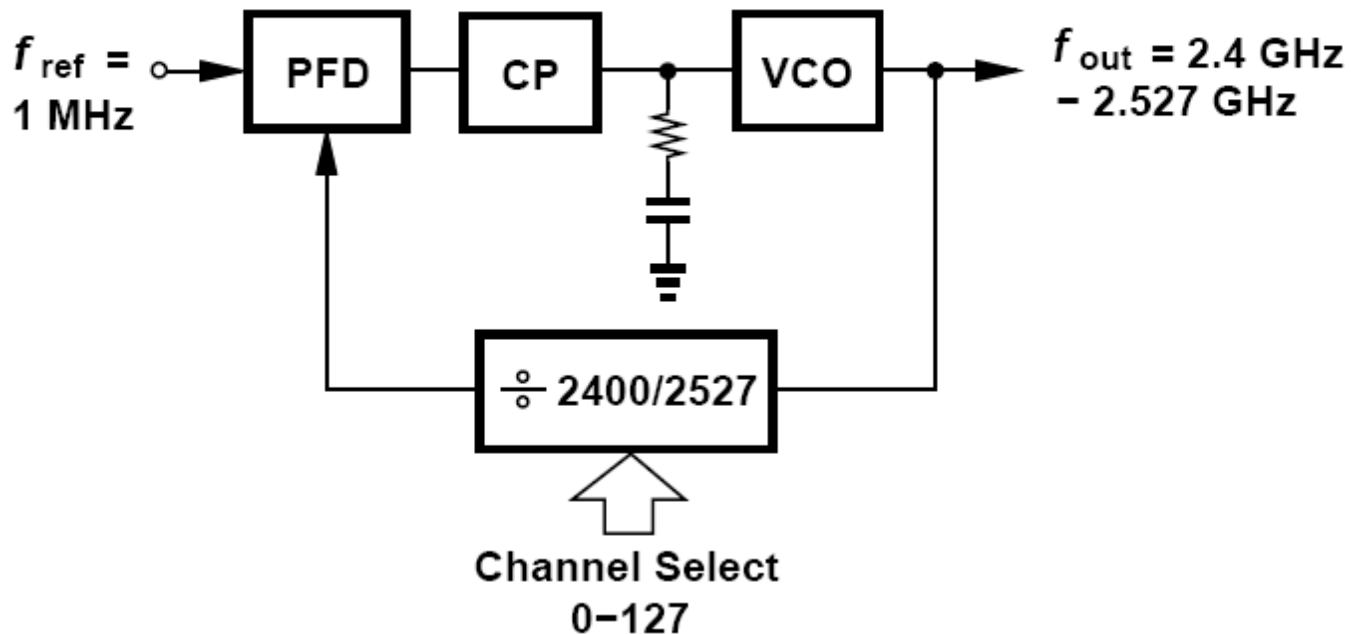 f ref =
1 MHz
PFD
CP
VCO
f out = 2.4 GHz
− 2.527 GHz
÷ 2400/2527
Channel Select
0−127